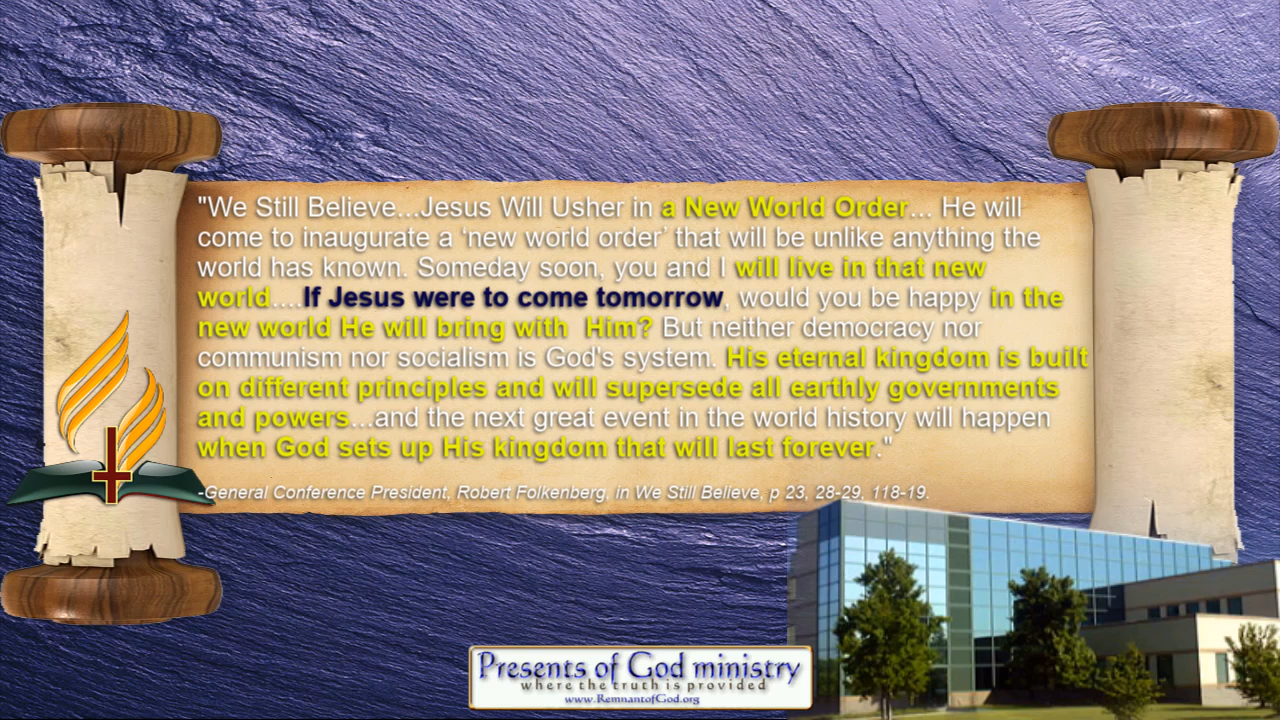 "We Still Believe...Jesus Will Usher in a New World Order... He will
come to inaugurate a ‘new world order’ that will be unlike anything the
world has known. Someday soon, you and I will live in that new
world....If Jesus were to come tomorrow, would you be happy in the
new world He will bring with  Him? But neither democracy nor
communism nor socialism is God's system. His eternal kingdom is built
on different principles and will supersede all earthly governments
and powers...and the next great event in the world history will happen
when God sets up His kingdom that will last forever."
-General Conference President, Robert Folkenberg, in We Still Believe, p 23, 28-29, 118-19.
Presents of God ministry
where the truth is provided
www.RemnantofGod.org